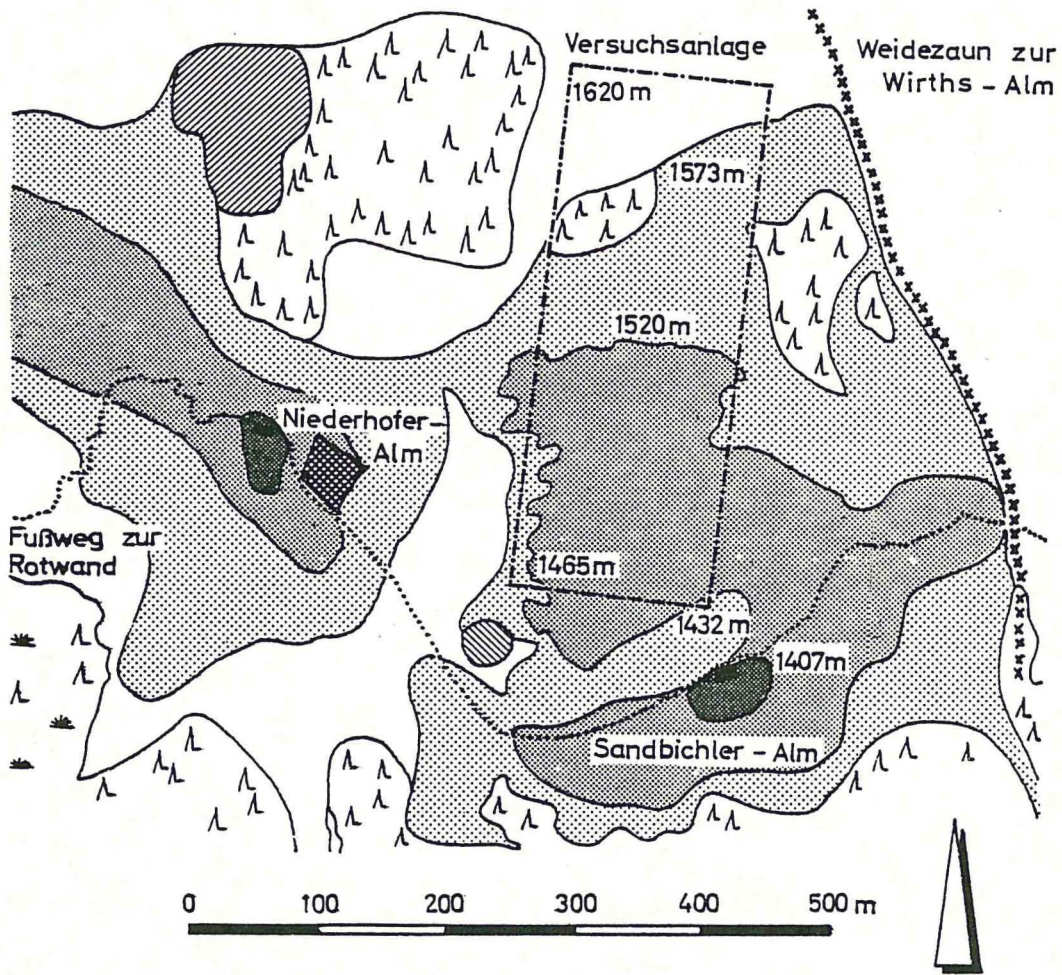 Versuchsanlage
Weidezaun zur
Wirths - Alm
1620 m
1573 m
1520 m
Niederhofer-
Alm
Fußweg zur
Rotwand
1465 m
1432 m
1407 m
Sandbichler - Alm
0 100 200 300 400 500 m